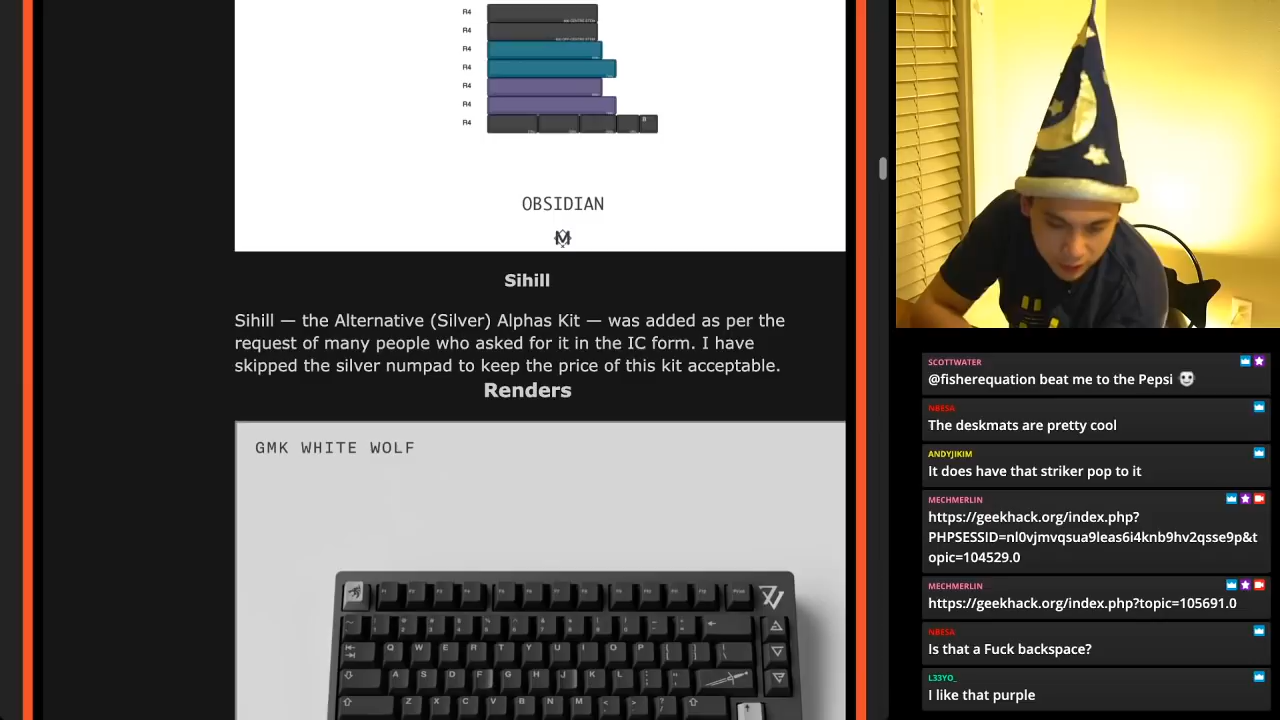 R4
R4
R4
R4
R4
R4
R4
OBSIDIAN
Sihill
Sihill — the Alternative (Silver) Alphas Kit — was added as per the
request of many people who asked for it in the IC form. I have
skipped the silver numpad to keep the price of this kit acceptable.
Renders
GMK WHITE WOLF
Q W E R T Y U I O P
A S D F G H J K L
Z X C V B N M
SCOTTWATER
@fisherequation beat me to the Pepsi
NBESA
The deskmats are pretty cool
ANDYJIKIM
It does have that striker pop to it
MECHMERLIN
https://geekhack.org/index.php?
PHPSESSID=nl0vjmvqsua9leas6i4knb9hv2qsse9p&t
opic=104529.0
MECHMERLIN
https://geekhack.org/index.php?topic=105691.0
NBESA
Is that a Fuck backspace?
L33YO_
I like that purple